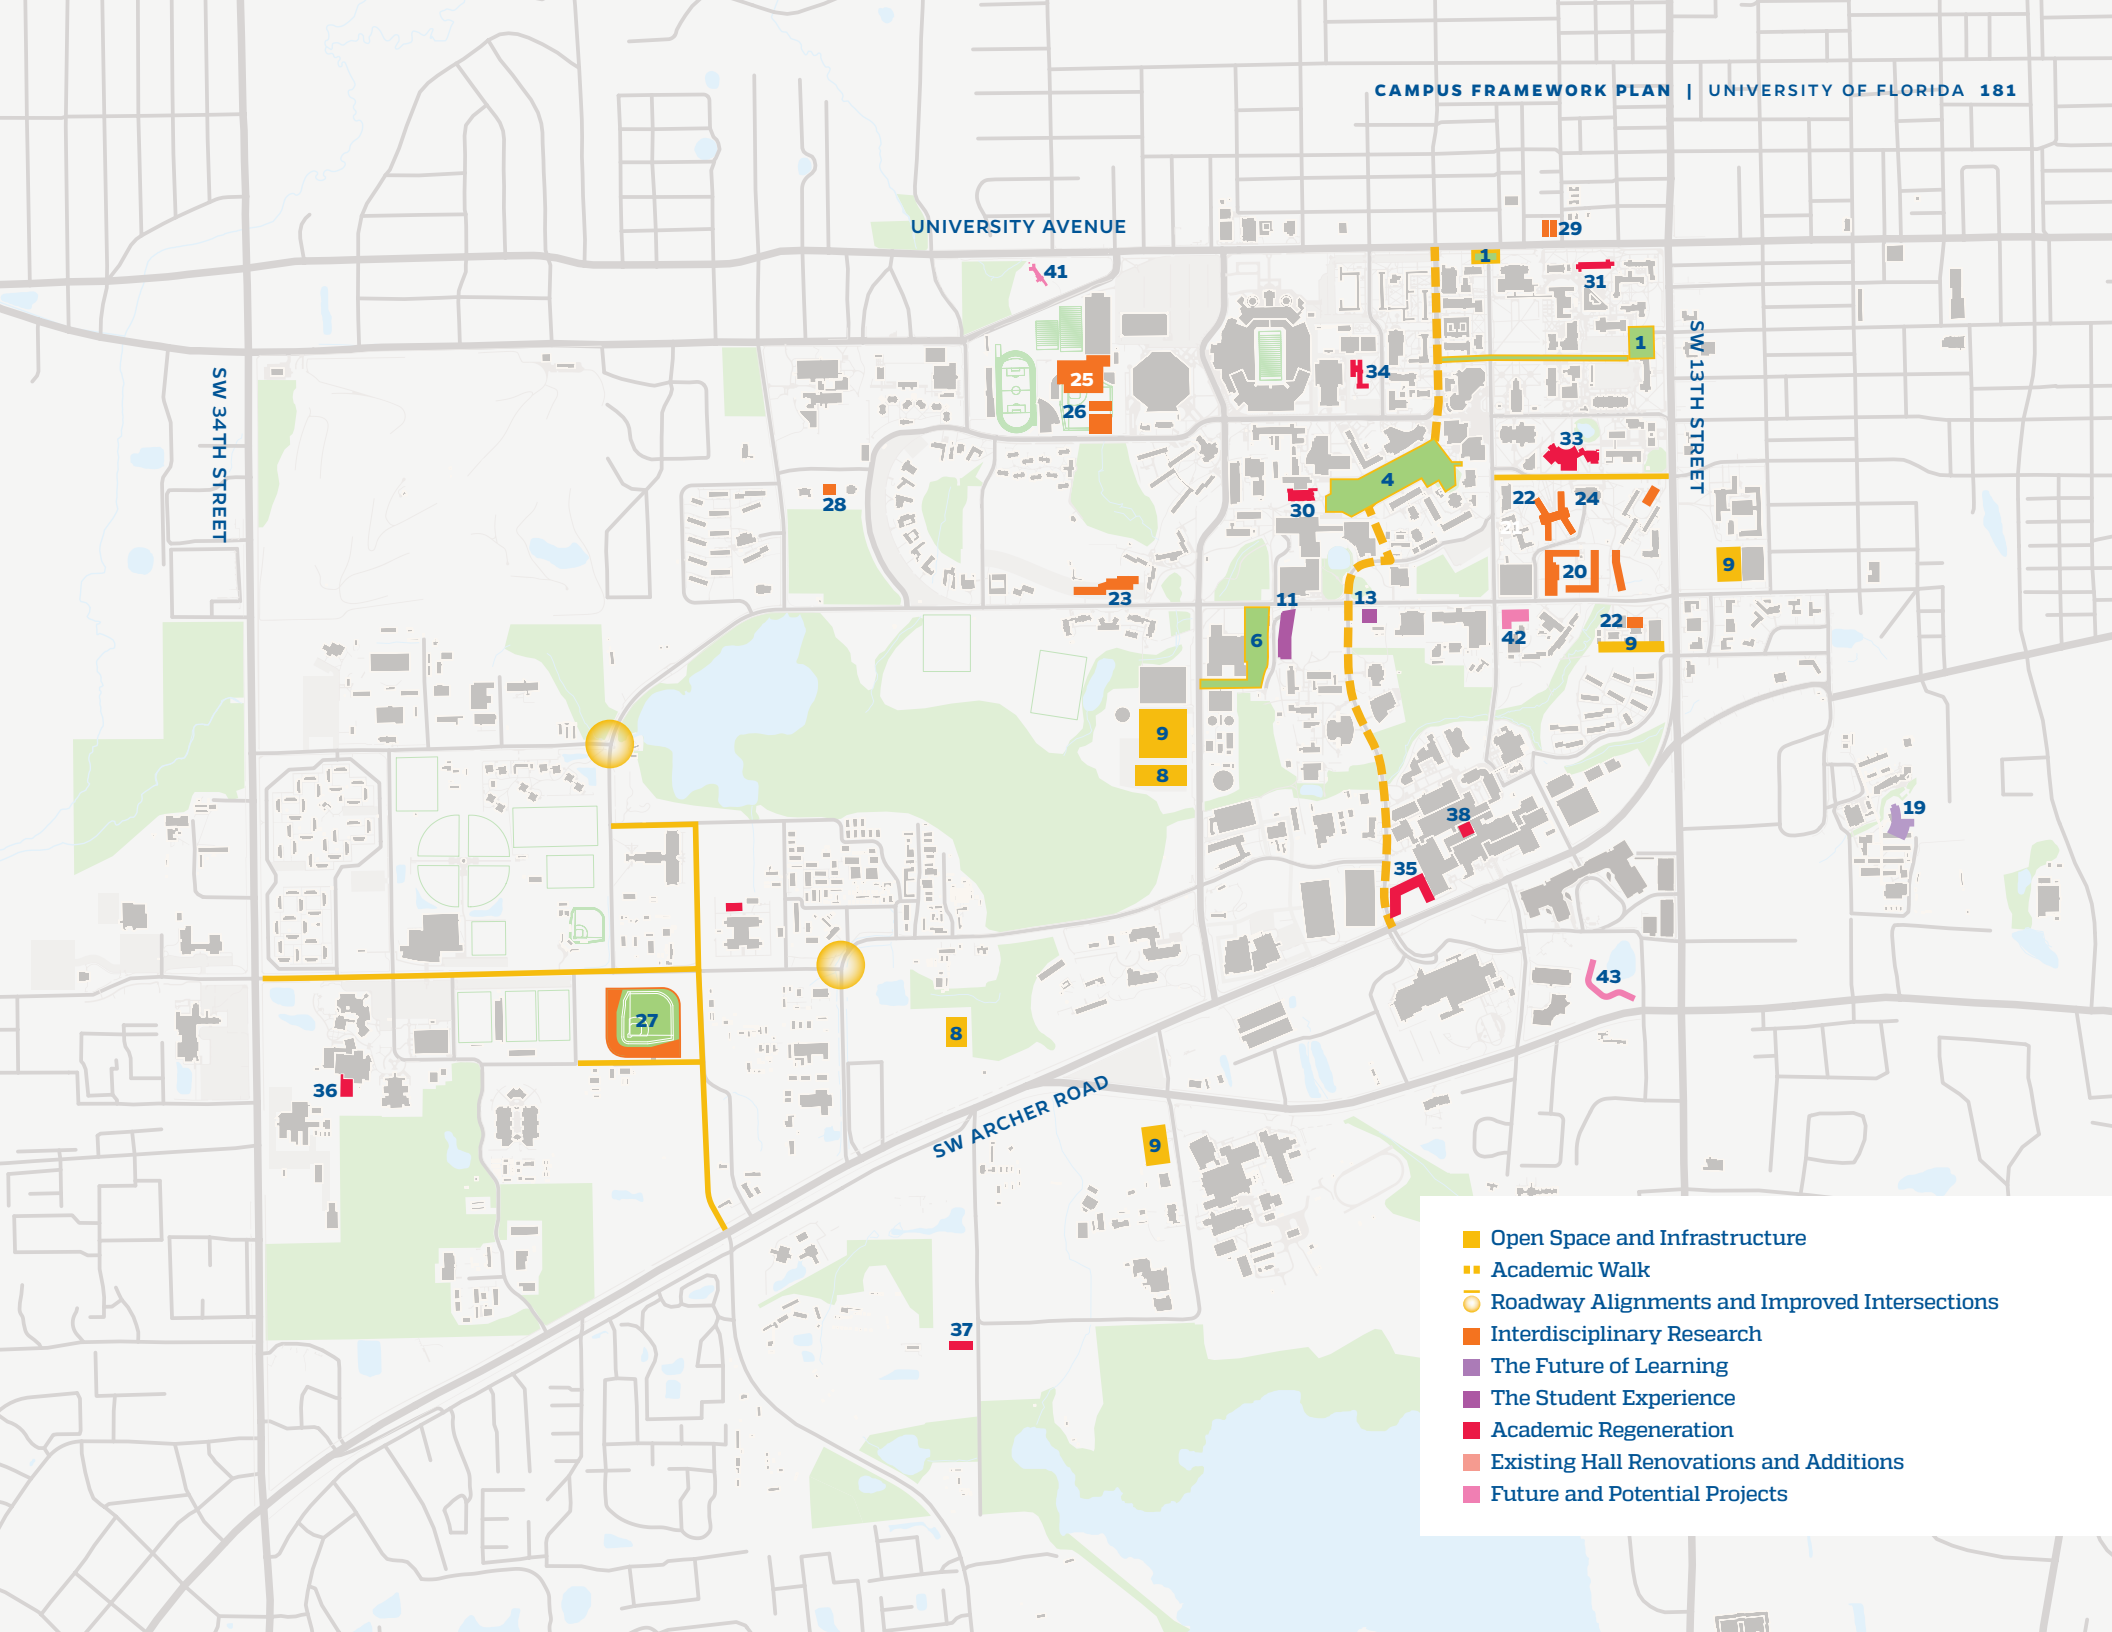 CAMPUS FRAMEWORK PLAN | UNIVERSITY OF FLORIDA 181
UNIVERSITY AVENUE
29
1
41
31
SW 13TH STREET
1
SW 34TH STREET
34
25
26
33
4
22
24
28
30
9
20
23
11
13
22
6
42
9
9
8
19
38
35
43
27
8
36
SW ARCHER ROAD
9
37
Open Space and Infrastructure
Academic Walk
Roadway Alignments and Improved Intersections
Interdisciplinary Research
The Future of Learning
The Student Experience
Academic Regeneration
Existing Hall Renovations and Additions
Future and Potential Projects